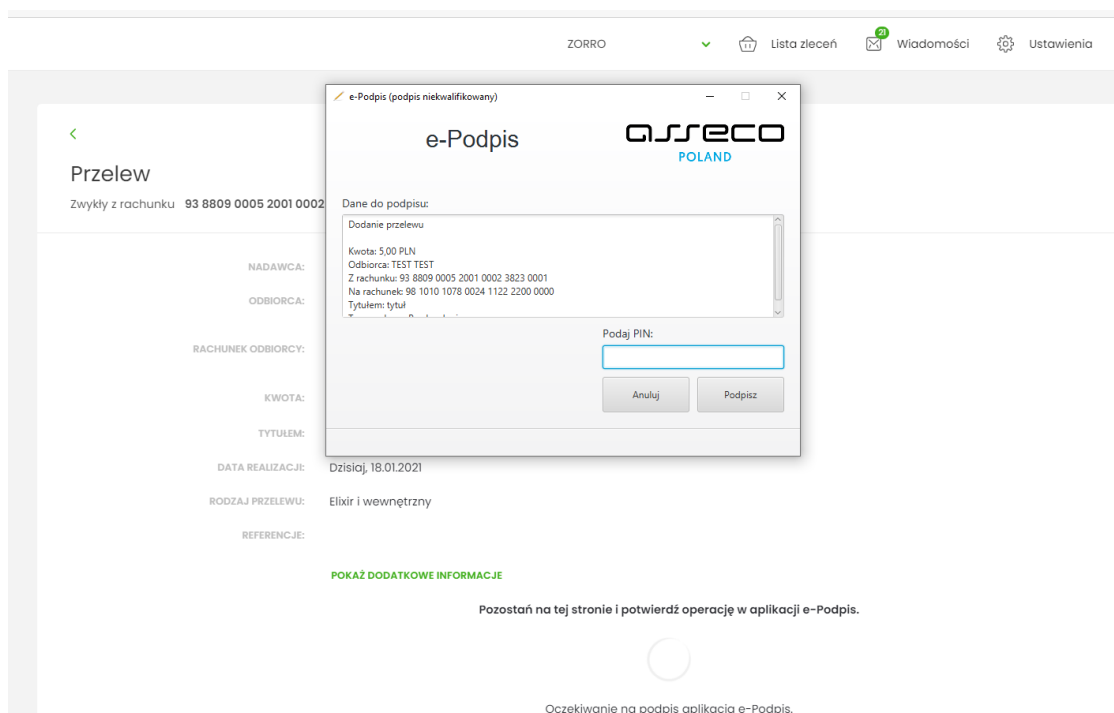 ZORRO
Lista zleceń
21
Wiadomości
Ustawienia
e-Podpis (podpis niekwalifikowany)
e-Podpis
asseco
POLAND
Przelew
Zwykły z rachunku 93 8809 0005 2001 0002
Dane do podpisu:
Dodanie przelewu
Kwota: 5,00 PLN
Odbiorca: TEST TEST
Z rachunku: 93 8809 0005 2001 0002 3823 0001
Na rachunek: 98 1010 1078 0024 1122 2200 0000
Tytułem: tytuł
Podaj PIN:
Anuluj
Podpisz
NADAWCA:
ODBIORCA:
RACHUNEK ODBIORCY:
KWOTA:
TYTUŁEM:
DATA REALIZACJI: Dzisiaj, 18.01.2021
RODZAJ PRZELEWU: Elixir i wewnętrzny
REFERENCJE:
POKAŻ DODATKOWE INFORMACJE
Pozostań na tej stronie i potwierdź operację w aplikacji e-Podpis.
Oczekiwanie na podpis aplikacją e-Podpis.